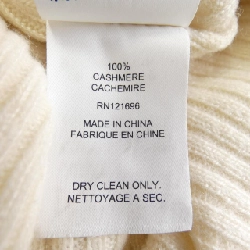 100%
CASHMERE
CACHEMIRE
RN121696
MADE IN CHINA
FABRIQUE EN CHINE
DRY CLEAN ONLY.
NETTOYAGE A SEC.